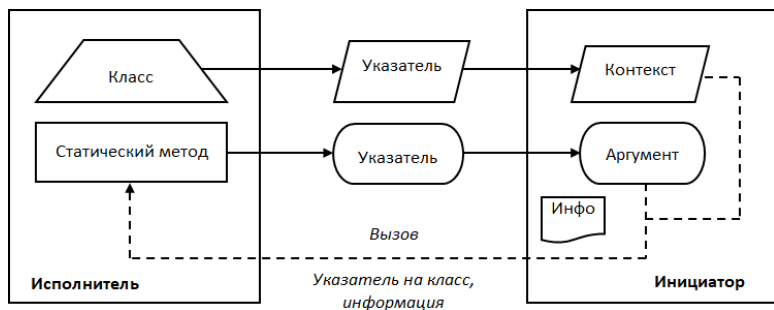 Класс
Указатель
Контекст
Статический метод
Указатель
Аргумент
Инфо
Вызов
Исполнитель
Указатель на класс,
информация
Инициатор